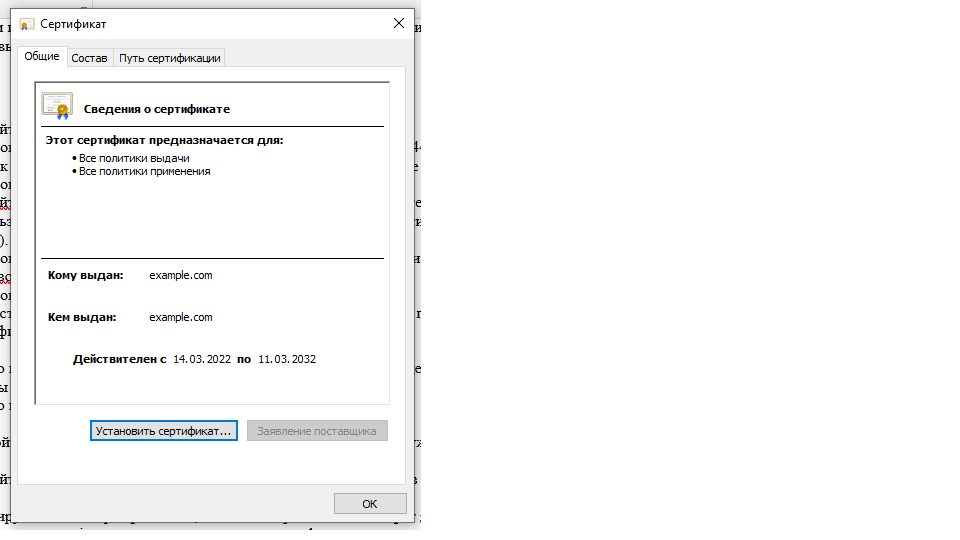 Сертификат
Общие Состав Путь сертификации
Сведения о сертификате
Этот сертификат предназначается для:
• Все политики выдачи
• Все политики применения
Кому выдан: example.com
Кем выдан: example.com
Действителен с 14.03.2022 по 11.03.2032
Установить сертификат... Заявление поставщика
OK